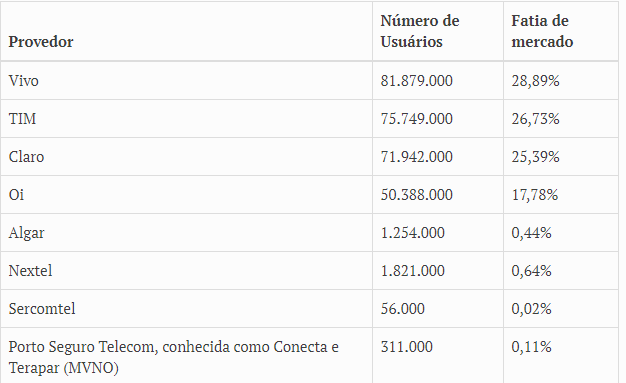 Provedor Número de Usuários Fatia de mercado
Vivo 81.879.000 28,89%
TIM 75.749.000 26,73%
Claro 71.942.000 25,39%
Oi 50.388.000 17,78%
Algar 1.254.000 0,44%
Nextel 1.821.000 0,64%
Sercomtel 56.000 0,02%
Porto Seguro Telecom, conhecida como Conecta e Terapar (MVNO) 311.000 0,11%